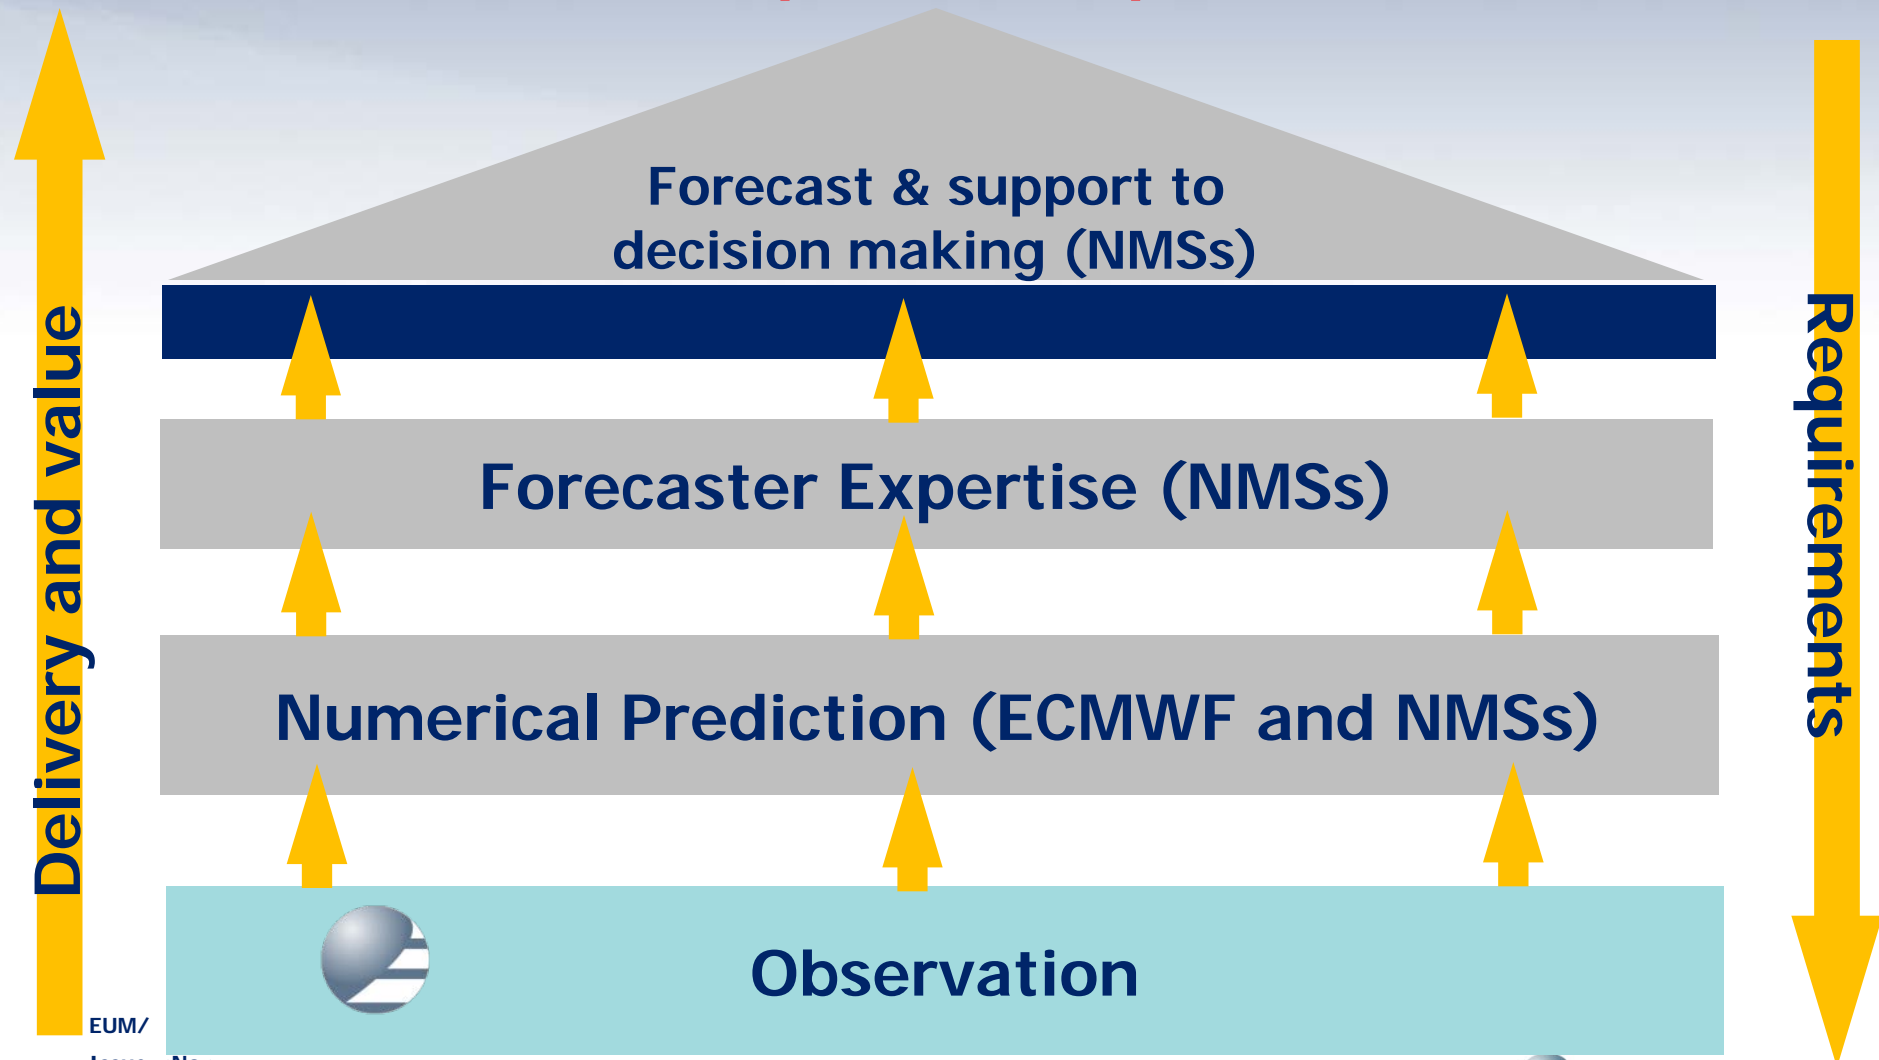 Forecast & support to
decision making (NMSs)
Delivery and value
Requirements
Forecaster Expertise (NMSs)
Numerical Prediction (ECMWF and NMSs)
Observation
EUM/